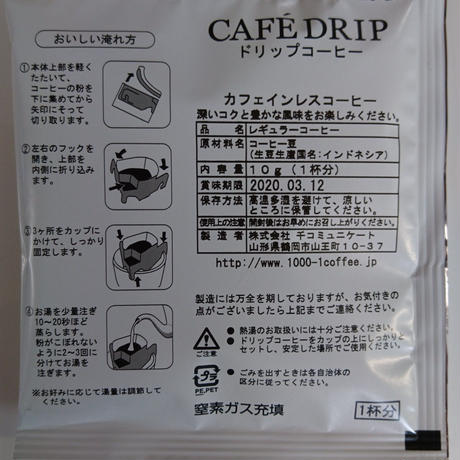 おいしい淹れ方
①本体上部を軽く
たたいて、
コーヒーの粉を
下に集めてから
矢印にそって
切り取ります。
②左右のフックを
開き、上部を
内側に折り込み
ます。
③3ヶ所をカップに
かけて、しっかり
固定します。
④お湯を少量注ぎ
10～20秒ほど
蒸らします。
粉がこぼれない
ように2～3回に
分けてお湯を
注ぎます。
※お好みに応じて湯量は調節して
ください。
CAFÉ DRIP
ドリップコーヒー
カフェインレスコーヒー
深いコクと豊かな風味をお楽しみください。
品名 レギュラーコーヒー
原材料名 コーヒー豆
(生豆生産国名:インドネシア)
内容量 10g (1杯分)
賞味期限 2020.03.12
保存方法 高温多湿を避けて、涼しい
ところに保管してください。
使用上の注意 開封後はお早めにお召し上がりください。
製造者 株式会社 千コミュニケート
山形県鶴岡市山王町10-37
http://www.1000-1coffee.jp
製造には万全を期しておりますが、お気付きの
点がございましたら上記までご連絡ください。
ご注意
● 熱湯のお取扱いには十分ご注意ください。
● ドリップコーヒーをカップの上にしっかりと
セットし、安定した場所でご使用ください。
プラ
PE,PET
● ごみを出すときは各自治体の
区分に従ってください。
窒素ガス充填
1杯分